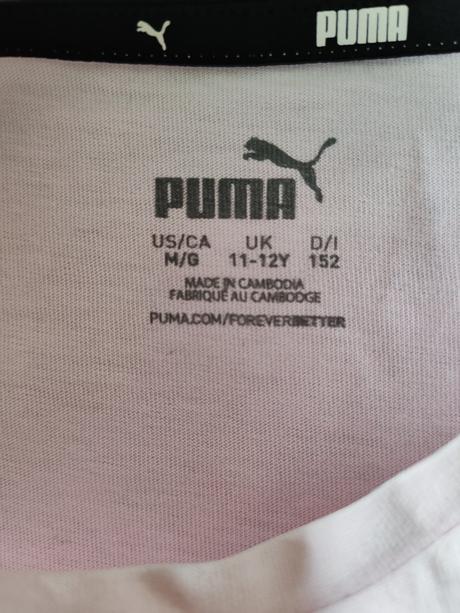 PUMA
PUMA
US/CA UK D/I
M/G 11-12Y 152
MADE IN CAMBODIA
FABRIQUÉ AU CAMBODGE
PUMA.COM/FOREVERBETTER